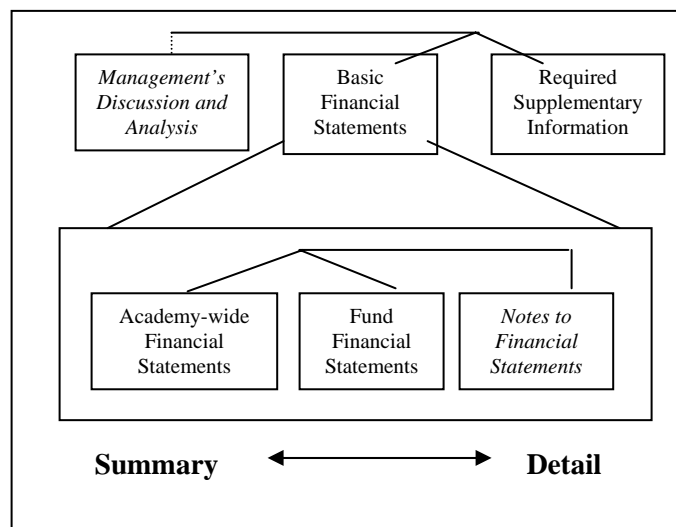 Management's
Discussion and
Analysis
Basic
Financial
Statements
Required
Supplementary
Information
Academy-wide
Financial
Statements
Fund
Financial
Statements
Notes to
Financial
Statements
Summary
Detail